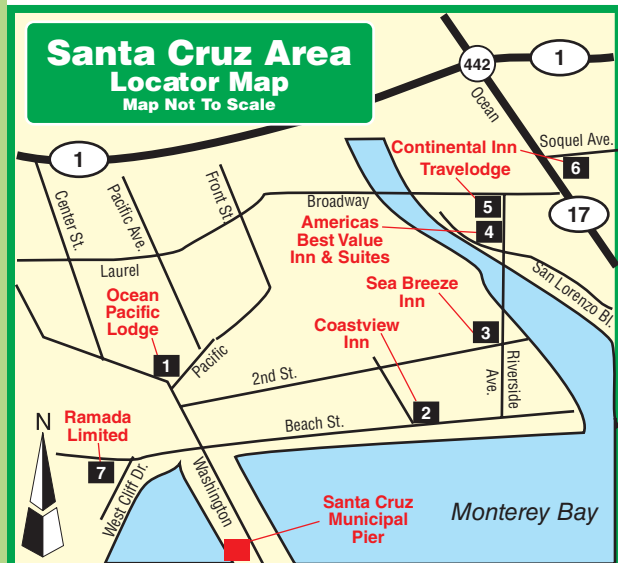 Santa Cruz Area
Locator Map
Map Not To Scale
442
1
Ocean
Continental Inn
Soquel Ave.
Travelodge
6
1
Center St.
Pacific Ave.
Front St.
Broadway
5
17
Americas
Best Value
Inn & Suites
4
Laurel
San Lorenzo Bl.
Ocean
Pacific
Lodge
Sea Breeze
Inn
3
Coastview
Inn
1
Pacific
2nd St.
Riverside
Ave.
2
Beach St.
N
Ramada
Limited
7
West Cliff Dr.
Washington
Santa Cruz
Municipal
Pier
Monterey Bay